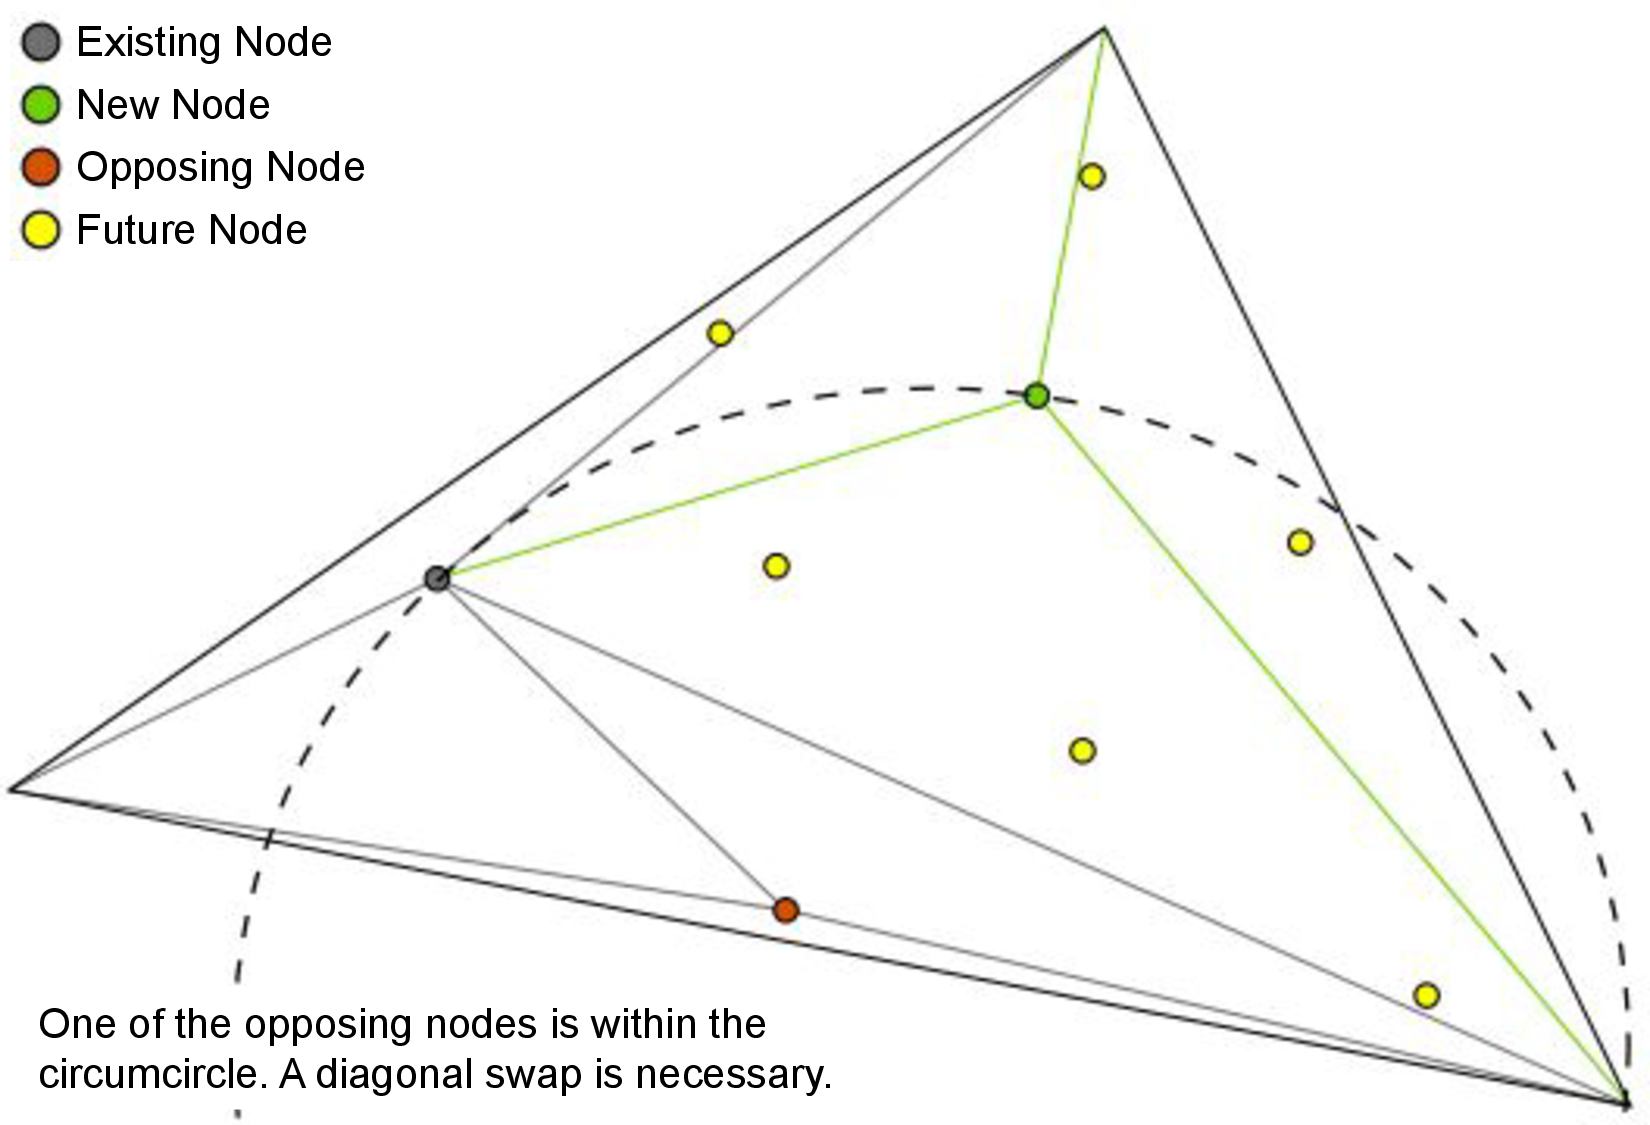 Existing Node
New Node
Opposing Node
Future Node
One of the opposing nodes is within the
circumcircle. A diagonal swap is necessary.